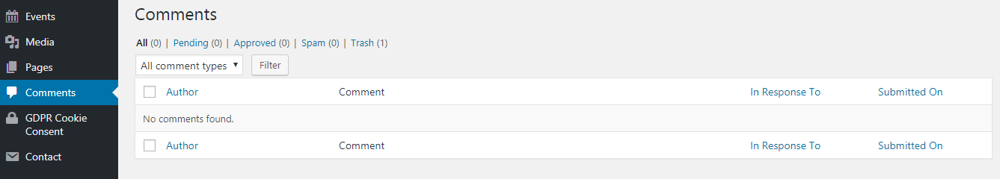 Events
Media
Pages
Comments
GDPR Cookie
Consent
Contact
Comments
All (0) | Pending (0) | Approved (0) | Spam (0) | Trash (1)
All comment types Filter
Author Comment In Response To Submitted On
No comments found.
Author Comment In Response To Submitted On